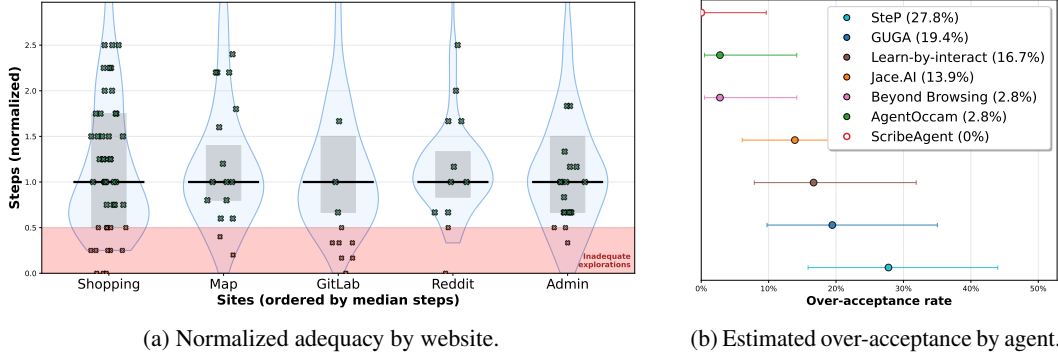 Steps (normalized)
2.5
2.0
1.5
1.0
0.5
0.0
Inadequate
explorations
Shopping
Map
GitLab
Reddit
Admin
Sites (ordered by median steps)
(a) Normalized adequacy by website.
SteP (27.8%)
GUGA (19.4%)
Learn-by-interact (16.7%)
Jace.AI (13.9%)
Beyond Browsing (2.8%)
AgentOccam (2.8%)
ScribeAgent (0%)
0%
10%
20%
30%
40%
50%
Over-acceptance rate
(b) Estimated over-acceptance by agent.